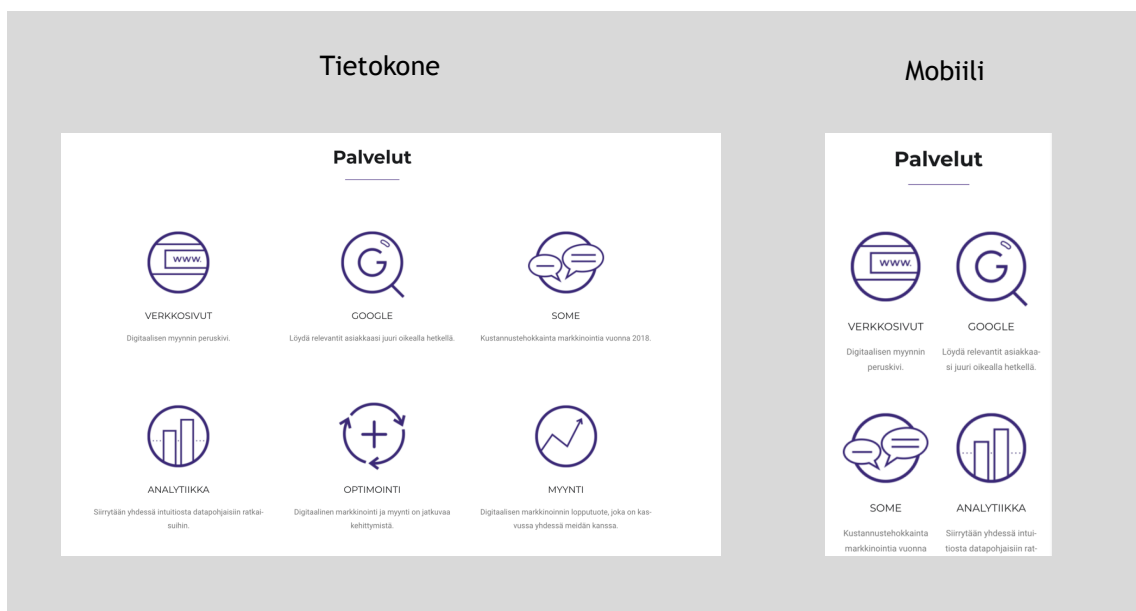 Tietokone
Mobiili
Palvelut
www.
G
VERKKOSIVUT
GOOGLE
SOME
Digitaalisen myynnin peruskivi.
Löydä relevantit asiakkaasi juuri oikealla hetkellä.
Kustannustehokkainta markkinointia vuonna 2018.
ANALYTIIKKA
OPTIMOINTI
MYYNTI
Siirrytään yhdessä intuitiosta datapohjaisiin ratkai-
suihin.
Digitaalinen markkinointi ja myynti on jatkuvaa
kehittymistä.
Digitaalisen markkinoinnin lopputuote, joka on kas-
vussa yhdessä meidän kanssa.
Palvelut
www.
G
VERKKOSIVUT
GOOGLE
Digitaalisen myynnin
peruskivi.
Löydä relevantit asiakkaa-
si juuri oikealla hetkellä.
SOME
ANALYTIIKKA
Kustannustehokkainta
markkinointia vuonna
Siirrytään yhdessä intui-
tiosta datapohjaisiin rat-